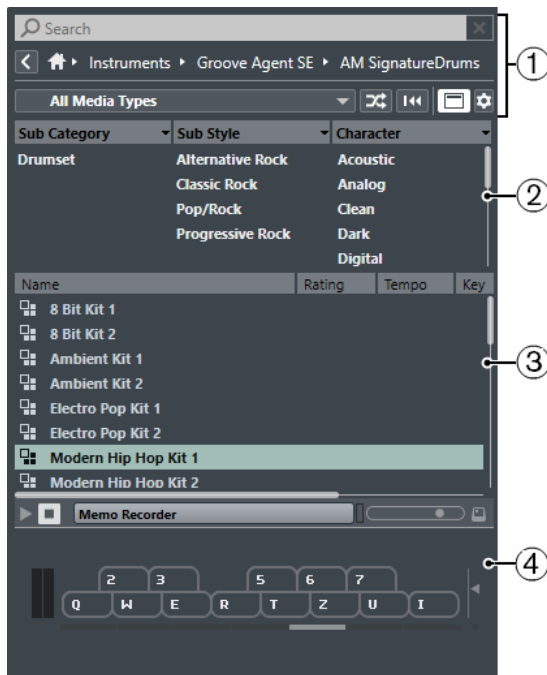 Search
1
Instruments ▸ Groove Agent SE ▸ AM SignatureDrums
All Media Types
Sub Category Sub Style Character
2
Drumset Alternative Rock Acoustic
Classic Rock Analog
Pop/Rock Clean
Progressive Rock Dark
Digital
Name Rating Tempo Key
8 Bit Kit 1
8 Bit Kit 2
Ambient Kit 1
3
Ambient Kit 2
Electro Pop Kit 1
Electro Pop Kit 2
Modern Hip Hop Kit 1
Modern Hip Hop Kit 2
Memo Recorder
4
2 3 5 6 7
Q W E R T Z U I